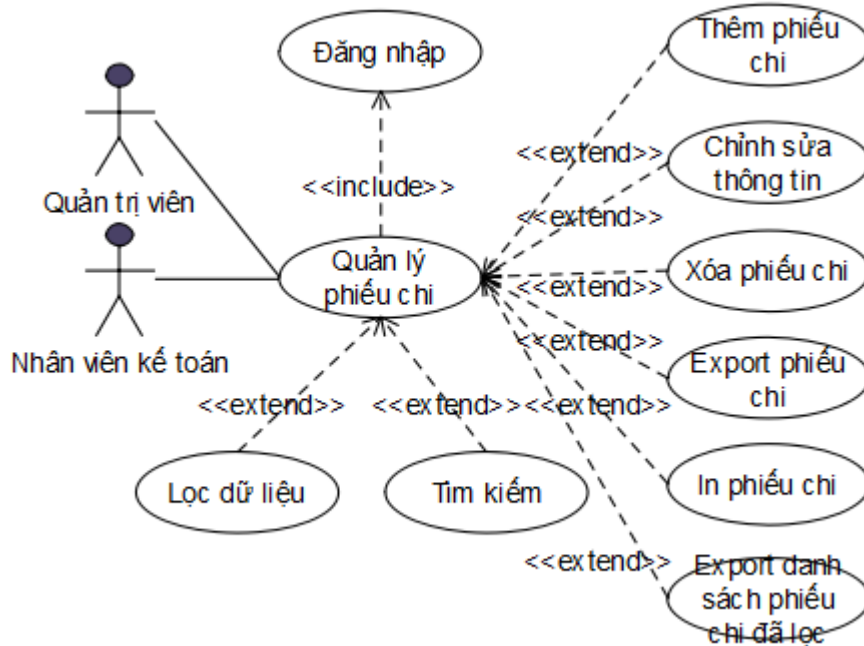 Đăng nhập
Thêm phiếu
chi
<<extend>>
Chỉnh sửa
thông tin
Quản trị viên
<<include>>
<<extend>>
Quản lý
phiếu chi
Xóa phiếu chi
<<extend>>
Nhân viên kế toán
<<extend>>
Export phiếu
chi
<<extend>>
<<extend>>
<<extend>>
Lọc dữ liệu
Tìm kiếm
In phiếu chi
<<extend>>
Export danh
sách phiếu
chi đã lọc